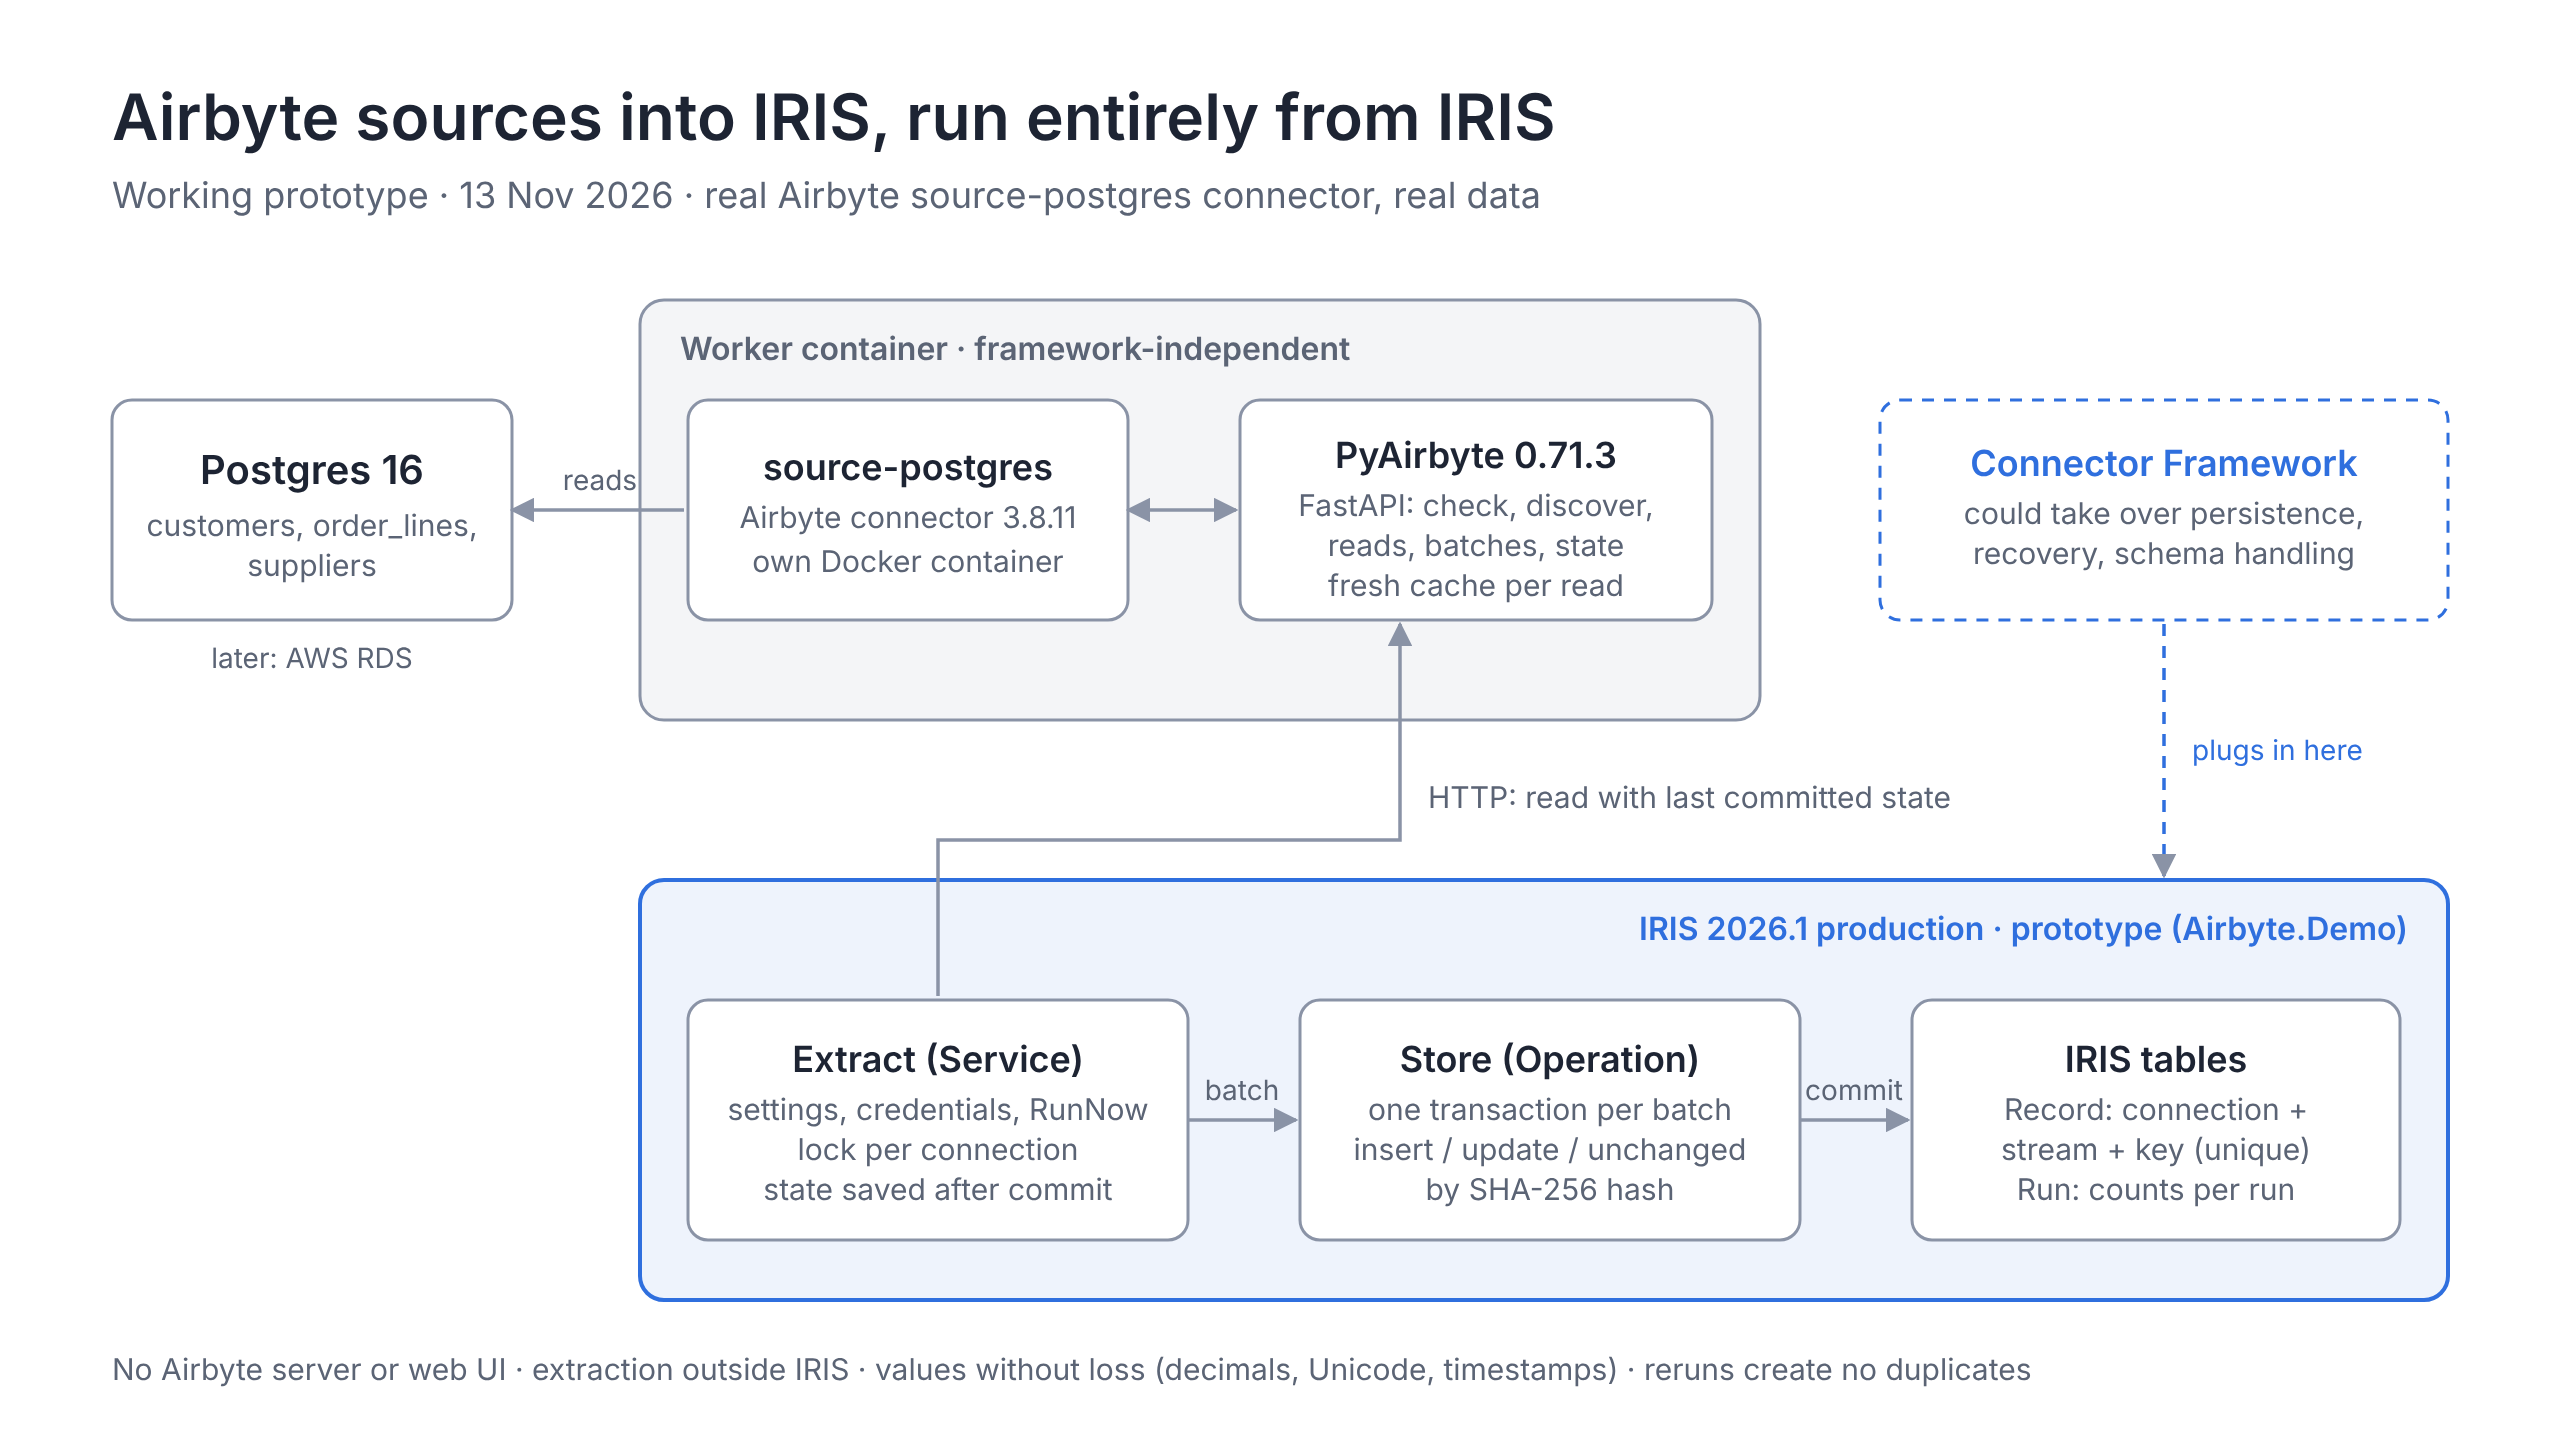 Airbyte sources into IRIS, run entirely from IRIS
Working prototype · 13 Nov 2026 · real Airbyte source-postgres connector, real data
Worker container · framework-independent
Postgres 16
customers, order_lines,
suppliers
later: AWS RDS
reads
source-postgres
Airbyte connector 3.8.11
own Docker container
PyAirbyte 0.71.3
FastAPI: check, discover,
reads, batches, state
fresh cache per read
Connector Framework
could take over persistence,
recovery, schema handling
plugs in here
HTTP: read with last committed state
IRIS 2026.1 production · prototype (Airbyte.Demo)
Extract (Service)
settings, credentials, RunNow
lock per connection
state saved after commit
batch
Store (Operation)
one transaction per batch
insert / update / unchanged
by SHA-256 hash
commit
IRIS tables
Record: connection +
stream + key (unique)
Run: counts per run
No Airbyte server or web UI · extraction outside IRIS · values without loss (decimals, Unicode, timestamps) · reruns create no duplicates